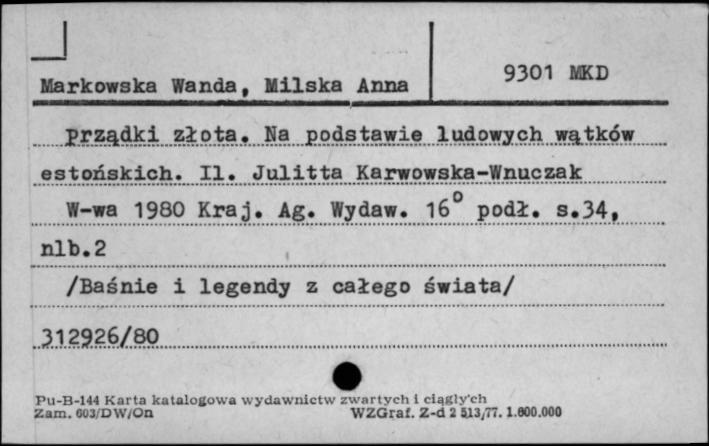 9301 MKD
Markowska Wanda, Milska Anna
Prządki złota. Na podstawie ludowych wątków
estońskich. Il. Julitta Karwowska-Wnuczak
W-wa 1980 Kraj. Ag. Wydaw. 16° podł. s.34,
nlb.2
/Baśnie i legendy z całego świata/
312926/80
Pu-B-144 Karta katalogowa wydawnictw zwartych i ciągły'ch
Zam. 603/DW/On WZGraf. Z-d 2 513/77. 1.600.000